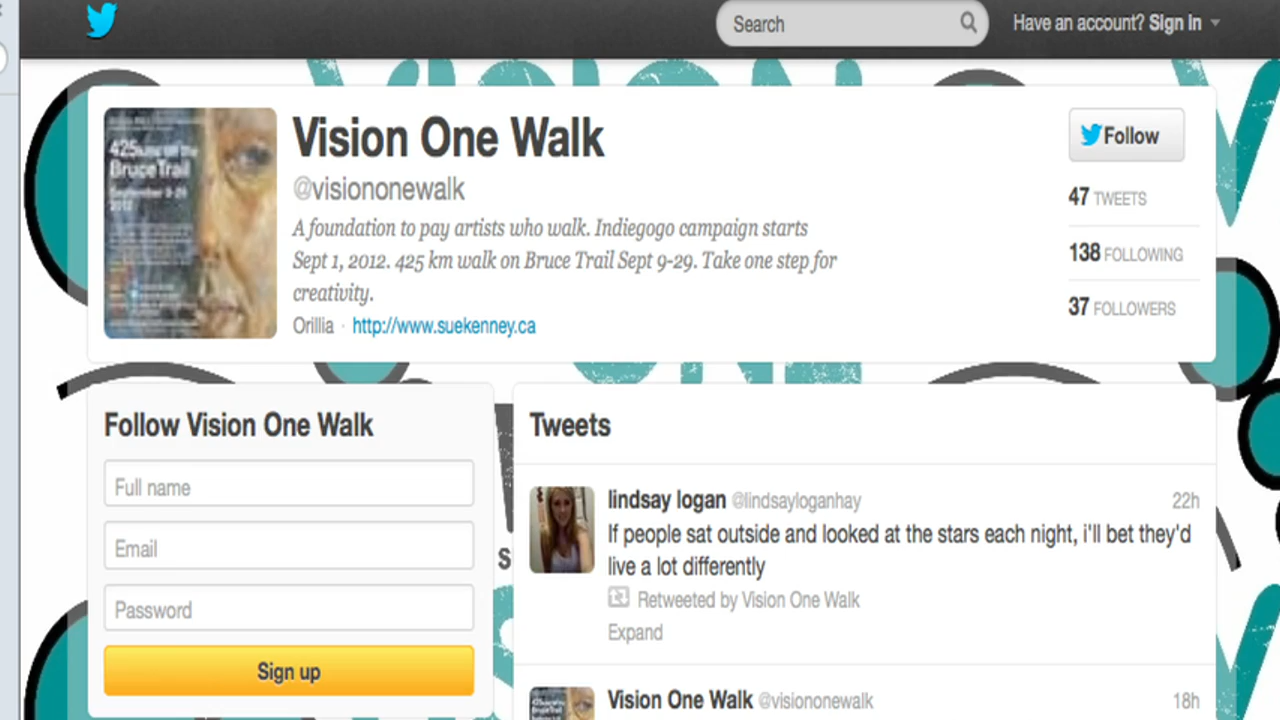 Search
Have an account? Sign in
VISION
Vision One Walk
@visiononewalk
A foundation to pay artists who walk. Indiegogo campaign starts
Sept 1, 2012. 425 km walk on Bruce Trail Sept 9-29. Take one step for
creativity.
Orillia · http://www.suekenney.ca
Follow
47 TWEETS
138 FOLLOWING
37 FOLLOWERS
Bruce Trail
2012
Follow Vision One Walk
Full name
Email
Password
Sign up
Tweets
lindsay logan @lindsayloganhay 22h
If people sat outside and looked at the stars each night, i'll bet they'd
live a lot differently
Retweeted by Vision One Walk
Expand
Vision One Walk @visiononewalk 18h